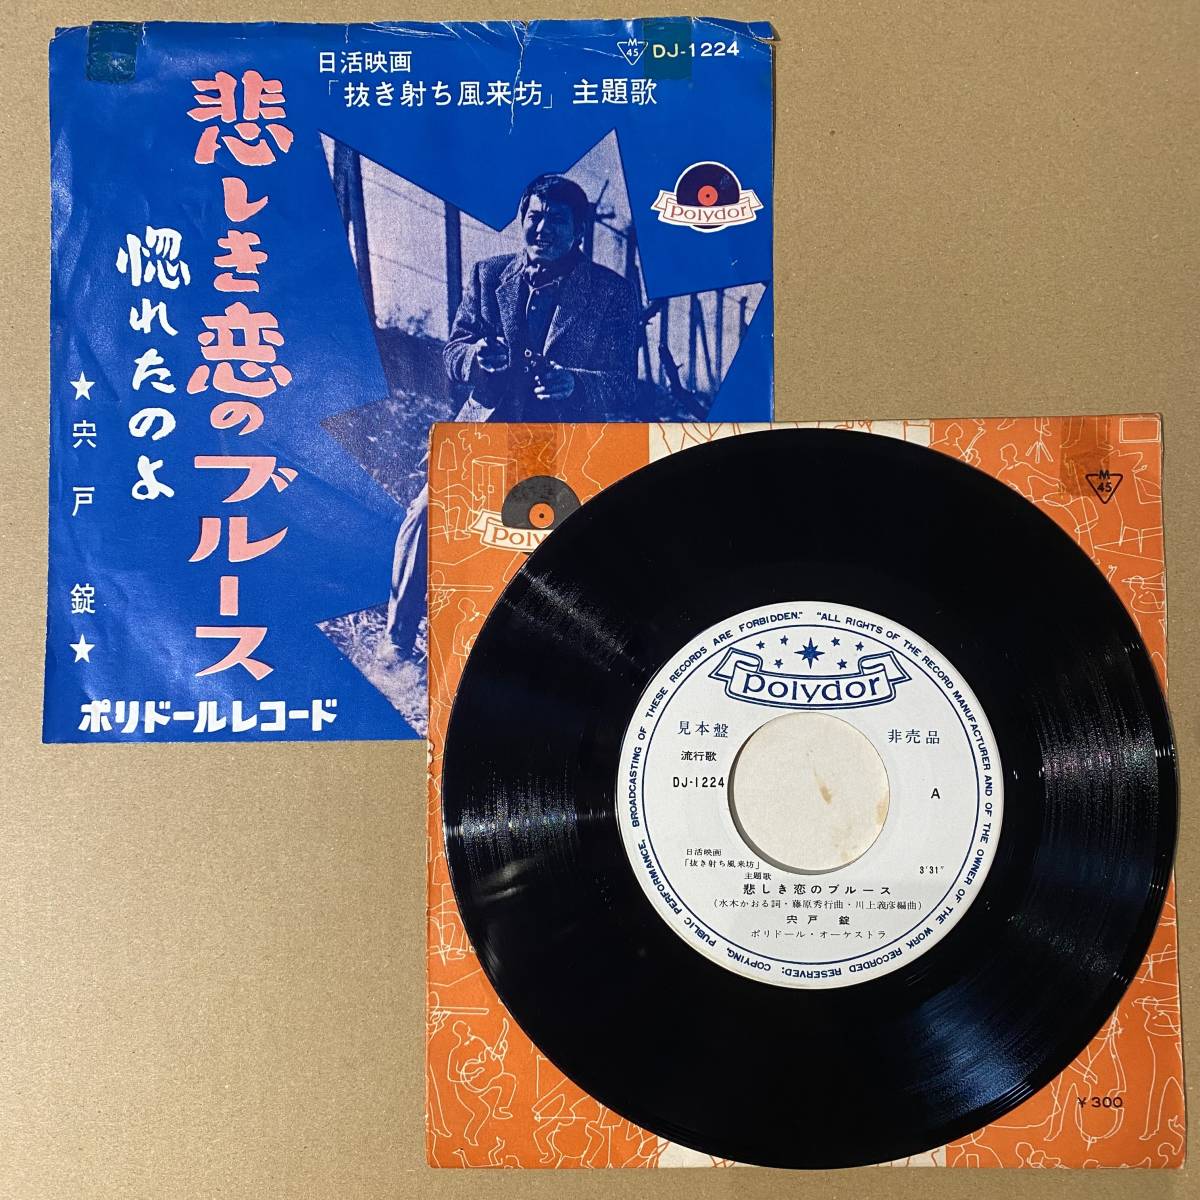 日活映画
「抜き射ち風来坊」主題歌
M
45
DJ-1224
悲しき恋のブルース
惚れたのよ
★宍戸錠★
polydor
ポリドールレコード
polydor
M
45
BROADCASTING OF THESE RECORDS ARE FORBIDDEN." "ALL RIGHTS OF THE RECORD MANUFACTURER AND OF THE OWNER OF THE WORK RECORDED RESERVED: COPYING, PUBLIC PERFORMANCE,
polydor
見本盤
非売品
流行歌
DJ-1224
A
日活映画
「抜き射ち風来坊」
主題歌
3'31"
悲しき恋のブルース
(水木かおる詞・藤原秀行曲・川上義彦編曲)
宍戸錠
ポリドール・オーケストラ
¥300